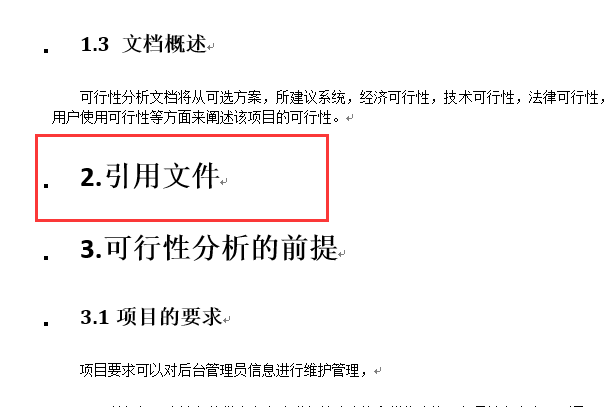 1.3 文档概述
可行性分析文档将从可选方案，所建议系统，经济可行性，技术可行性，法律可行性，
用户使用可行性等方面来阐述该项目的可行性。
2.引用文件
3.可行性分析的前提
3.1 项目的要求
项目要求可以对后台管理员信息进行维护管理，